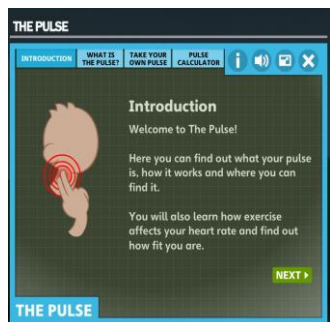 THE PULSE
INTRODUCTION
WHAT IS
THE PULSE?
TAKE YOUR
OWN PULSE
PULSE
CALCULATOR
i
Introduction
Welcome to The Pulse!
Here you can find out what your pulse
is, how it works and where you can
find it.
You will also learn how exercise
affects your heart rate and find out
how fit you are.
NEXT
THE PULSE